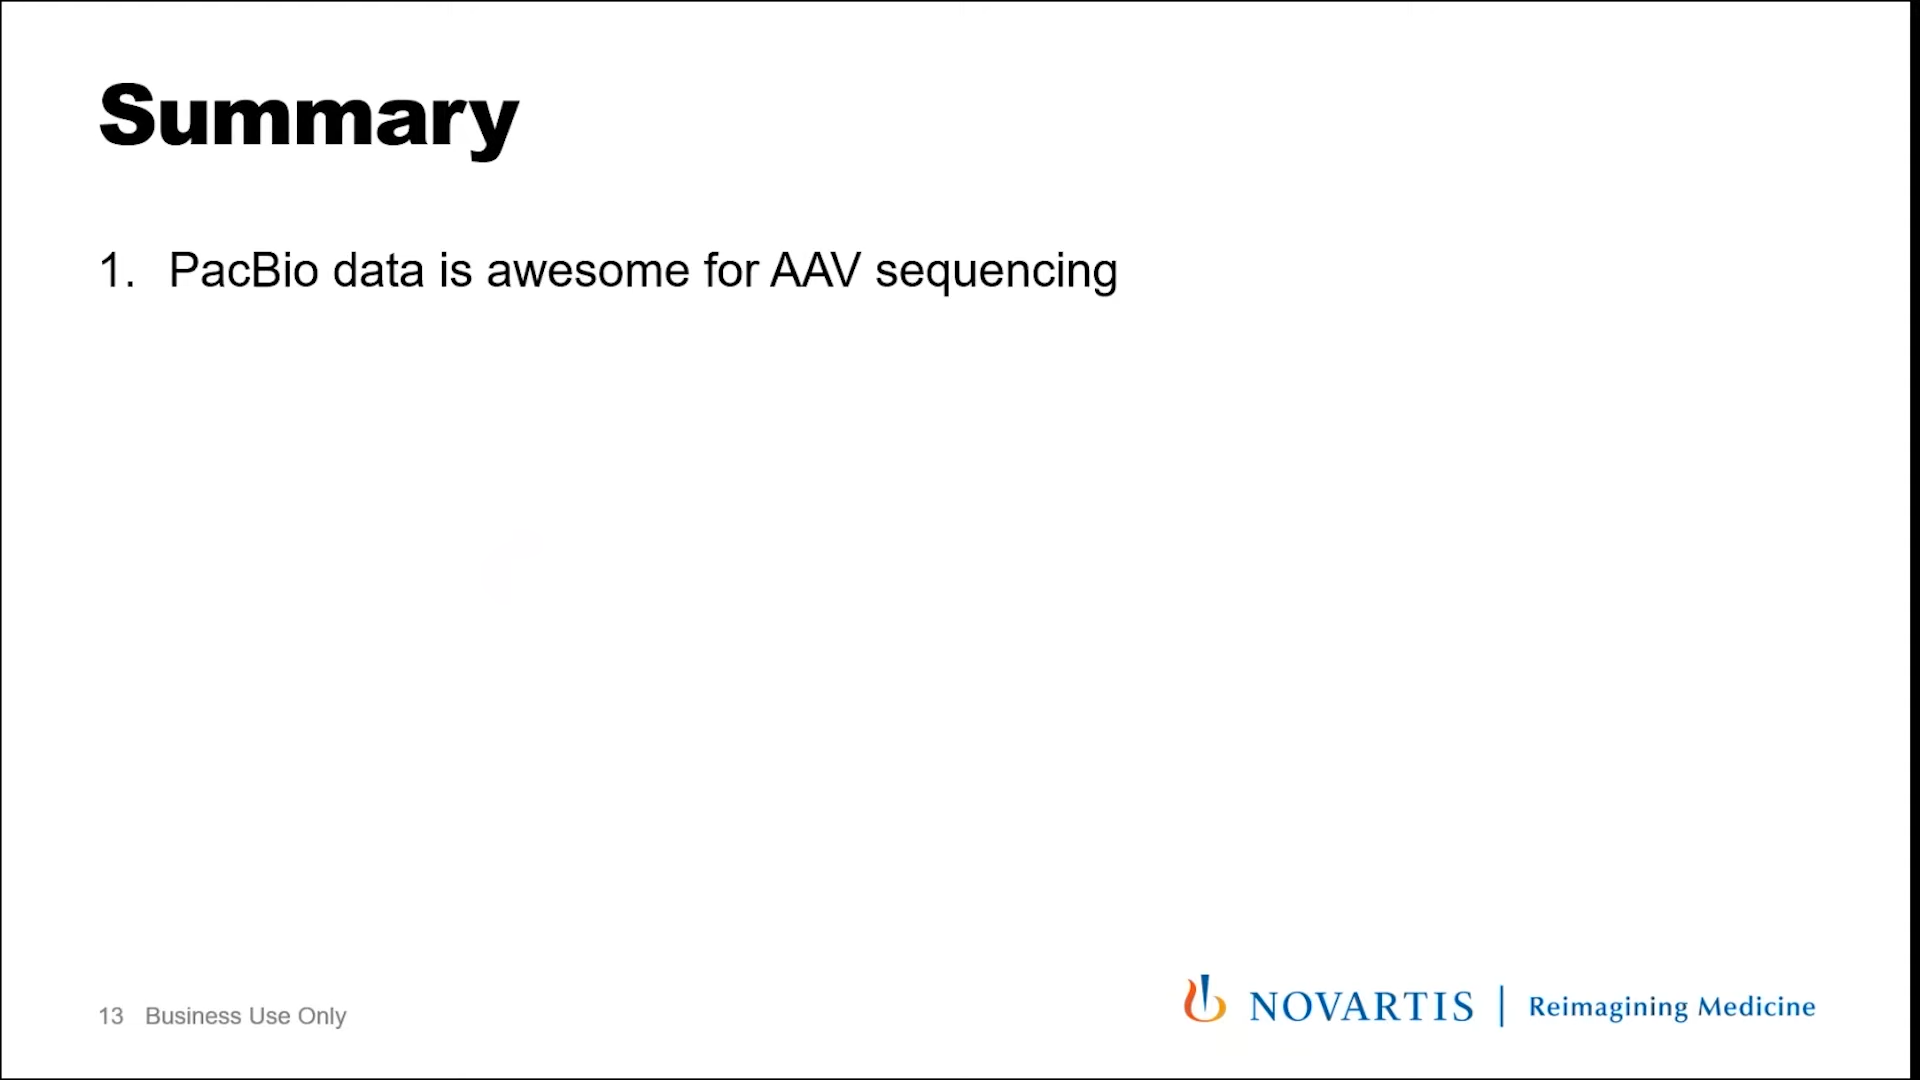 Summary
1. PacBio data is awesome for AAV sequencing
13 Business Use Only
NOVARTIS | Reimagining Medicine